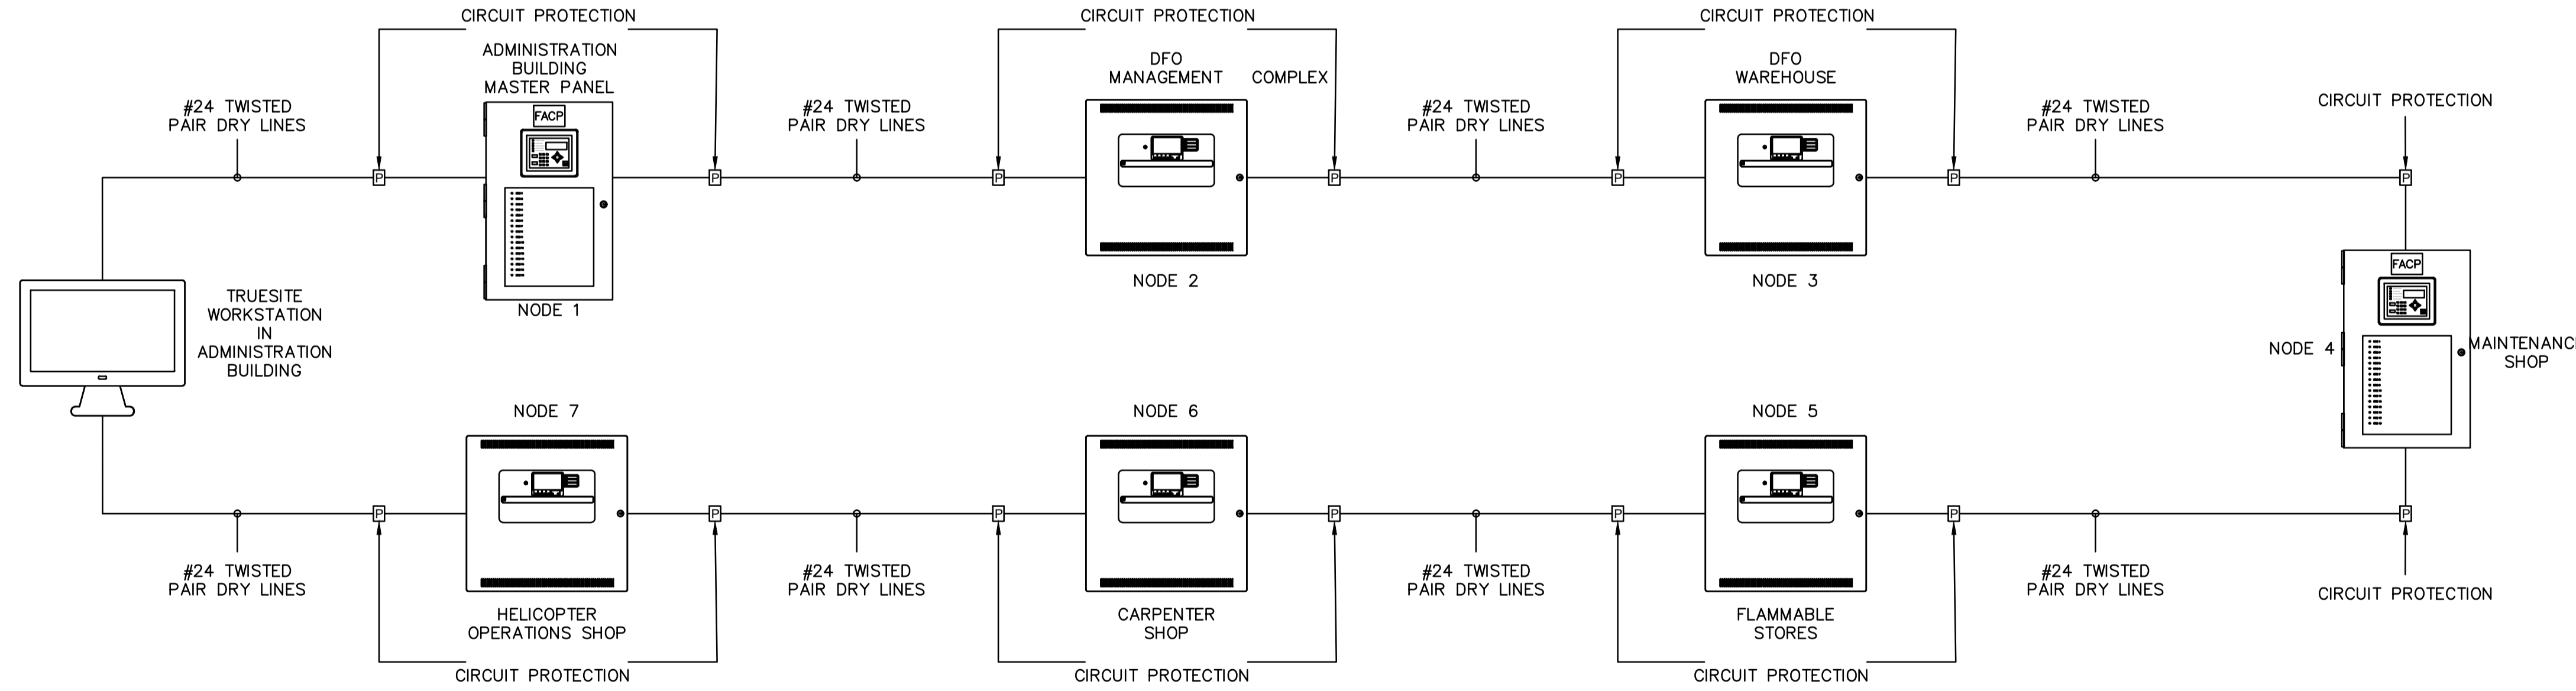 CIRCUIT PROTECTION
CIRCUIT PROTECTION
CIRCUIT PROTECTION
ADMINISTRATION
BUILDING
MASTER PANEL
DFO
MANAGEMENT COMPLEX
DFO
WAREHOUSE
#24 TWISTED
PAIR DRY LINES
#24 TWISTED
PAIR DRY LINES
#24 TWISTED
PAIR DRY LINES
#24 TWISTED
PAIR DRY LINES
CIRCUIT PROTECTION
FACP
P
P
P
P
P
P
P
NODE 1
NODE 2
NODE 3
FACP
TRUESITE
WORKSTATION
IN
ADMINISTRATION
BUILDING
NODE 4
MAINTENANCE
SHOP
NODE 7
NODE 6
NODE 5
P
P
P
P
P
P
P
#24 TWISTED
PAIR DRY LINES
#24 TWISTED
PAIR DRY LINES
#24 TWISTED
PAIR DRY LINES
#24 TWISTED
PAIR DRY LINES
CIRCUIT PROTECTION
HELICOPTER
OPERATIONS SHOP
CARPENTER
SHOP
FLAMMABLE
STORES
CIRCUIT PROTECTION
CIRCUIT PROTECTION
CIRCUIT PROTECTION